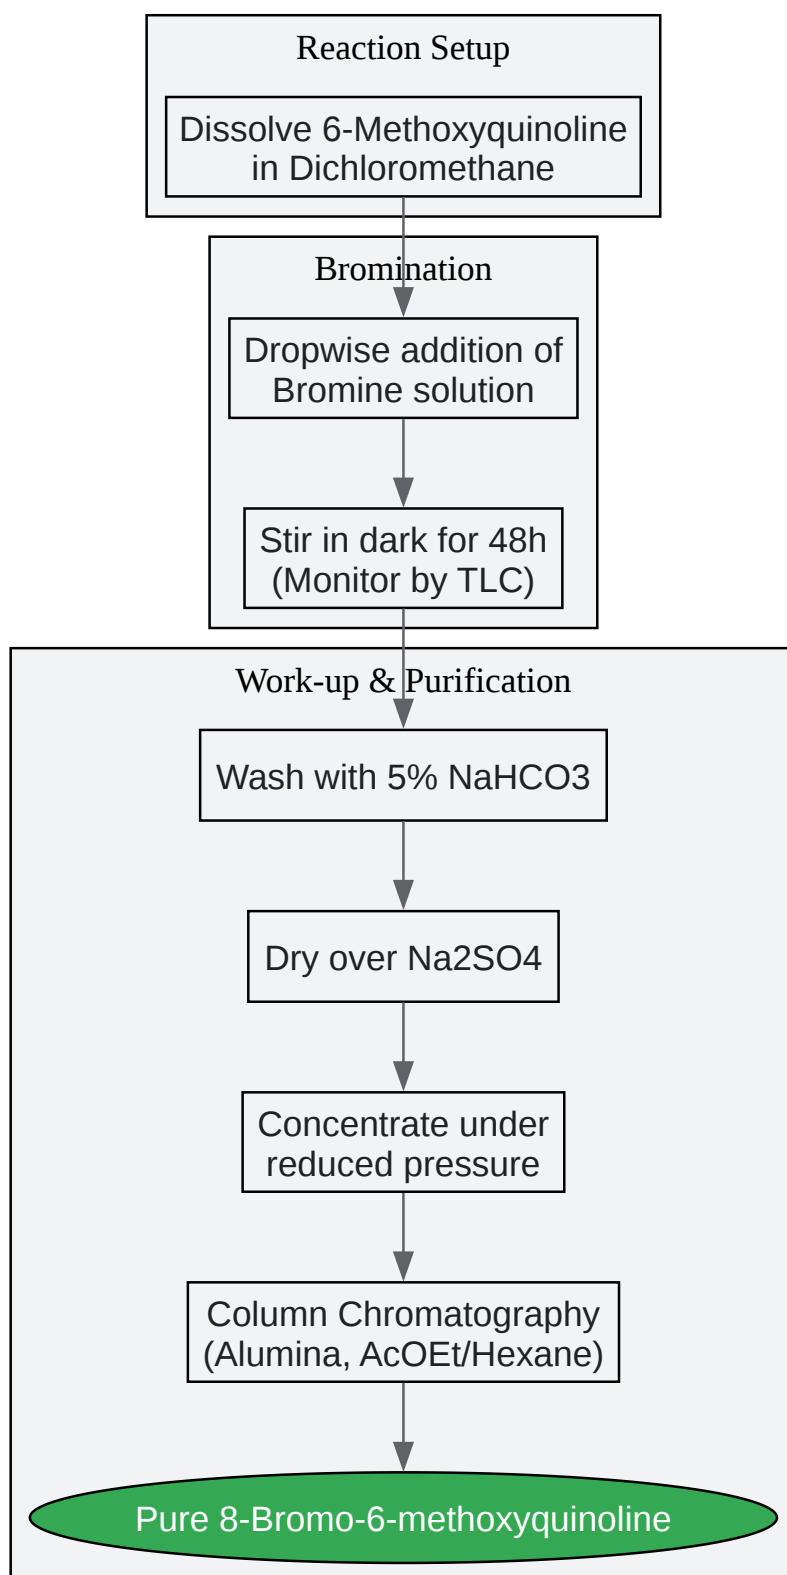 Reaction Setup
Dissolve 6-Methoxyquinoline
in Dichloromethane
Bromination
Dropwise addition of
Bromine solution
Stir in dark for 48h
(Monitor by TLC)
Work-up & Purification
Wash with 5% NaHCO3
Dry over Na2SO4
Concentrate under
reduced pressure
Column Chromatography
(Alumina, AcOEt/Hexane)
Pure 8-Bromo-6-methoxyquinoline